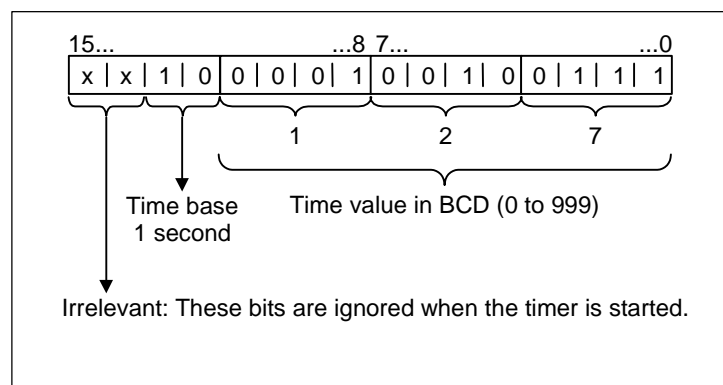 15... ...8 7... ...0
x | x | 1 | 0 | 0 | 0 | 0 | 1 | 0 | 0 | 1 | 0 | 0 | 1 | 1 | 1
1 2 7
Time base Time value in BCD (0 to 999)
1 second
Irrelevant: These bits are ignored when the timer is started.